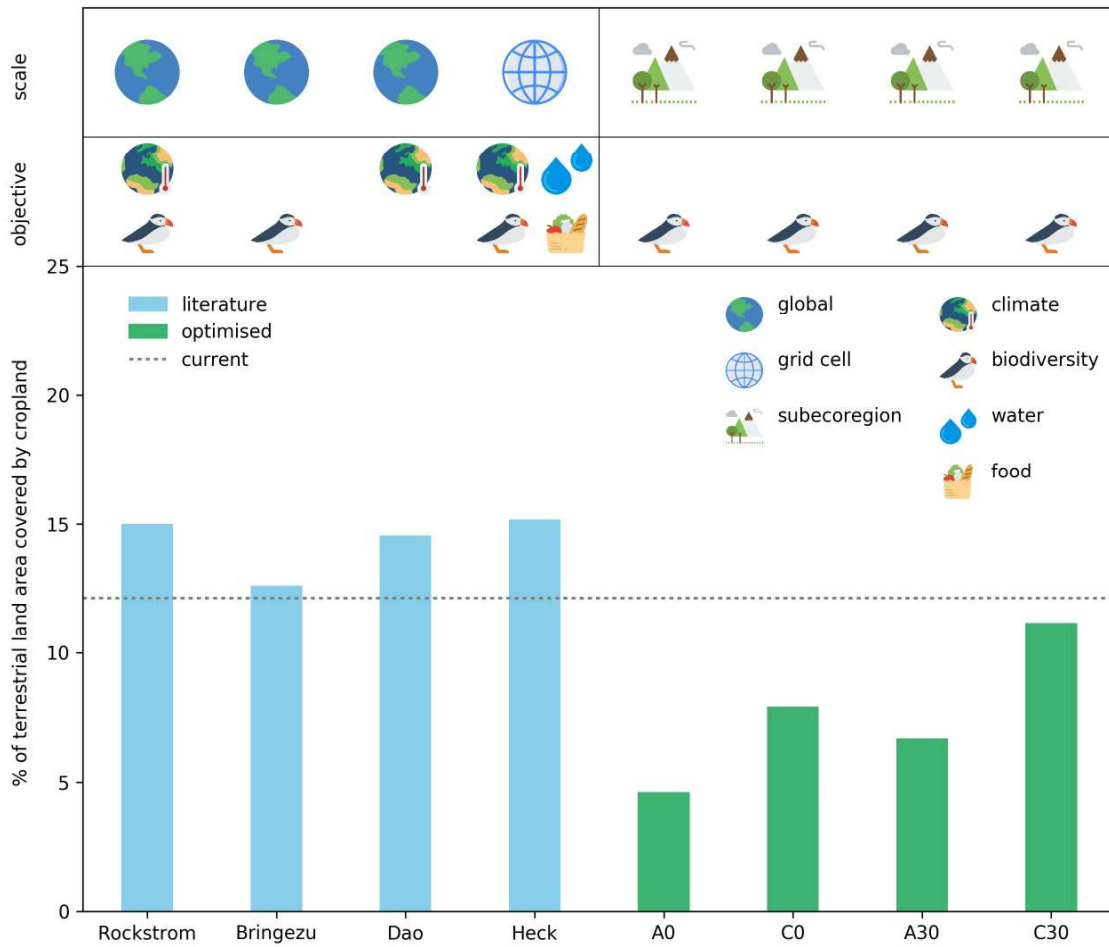 scale
objective
25
literature
optimised
current
global
grid cell
subecoregion
climate
biodiversity
water
food
% of terrestrial land area covered by cropland
20
15
10
5
0
Rockstrom Bringezu Dao Heck A0 C0 A30 C30